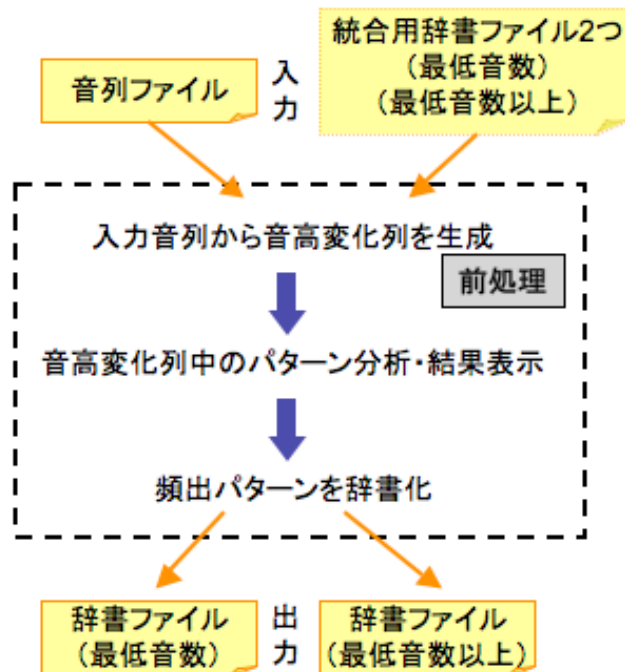 統合用辞書ファイル2つ
(最低音数)
(最低音数以上)
音列ファイル
入力
入力音列から音高変化列を生成
前処理
音高変化列中のパターン分析・結果表示
頻出パターンを辞書化
辞書ファイル
(最低音数)
出力
辞書ファイル
(最低音数以上)